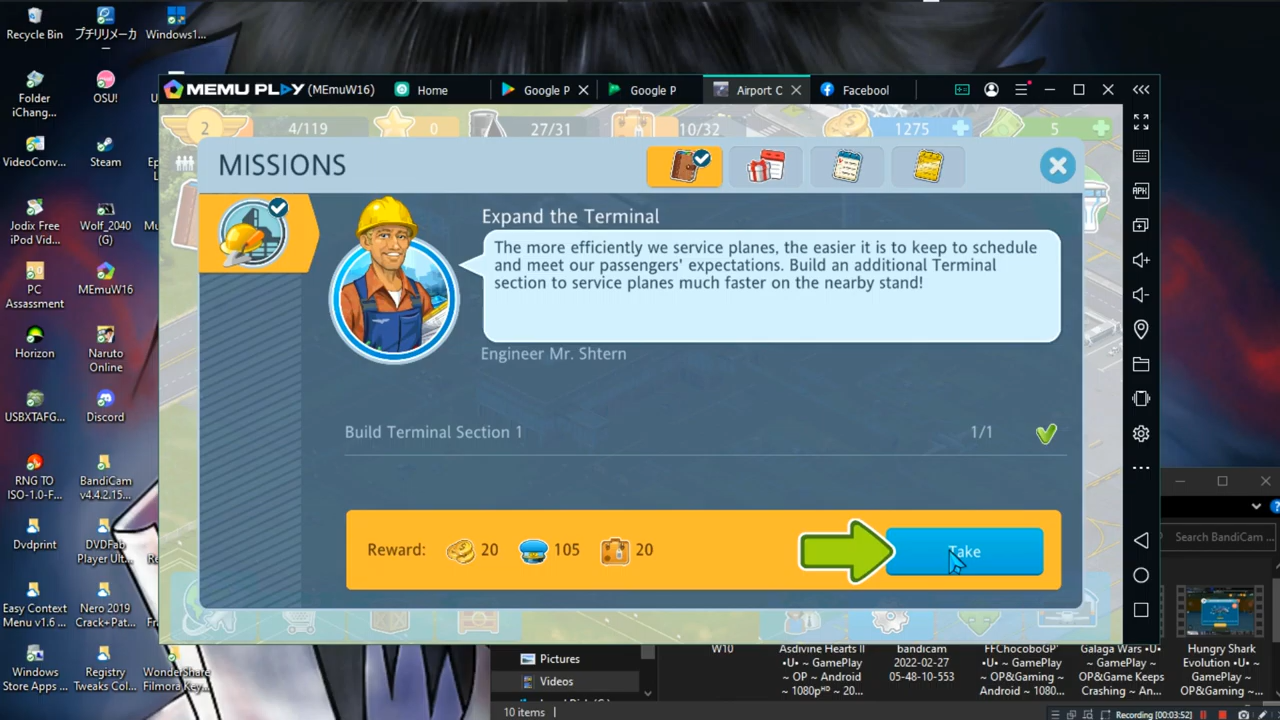 Recycle Bin
プチリリメーカー
Windows1...
Folder iChang...
OSU!
VideoConv...
Steam
Jodix Free iPod Vid...
Wolf_2040 (G)
PC Assassment
MEmuW16
Horizon
Naruto Online
USBXTAFG...
Discord
RNG TO ISO-1.0-F...
BandiCam v4.4.2.15...
Dvdprint
DVDFab Player Ult...
Easy Context Menu v1.6 ...
Nero 2019 Crack+Pat...
Windows Store Apps ...
Registry Tweaks Col...
WonderShare Filmora Key...
MEMU PLAY (MEmuW16)
Home
Google P
Google P
Airport C
Facebook
2
4/119
0
27/31
10/32
1275
5
MISSIONS
Expand the Terminal
The more efficiently we service planes, the easier it is to keep to schedule
and meet our passengers' expectations. Build an additional Terminal
section to service planes much faster on the nearby stand!
Engineer Mr. Shtern
Build Terminal Section 1
1/1
Reward:
20
105
20
Take
APK
Search BandiCam ...
Pictures
Videos
10 items
W10
Asdivine Hearts II
•U• ~ GamePlay
~ OP ~ Android
~ 1080pᴴᴰ ~ 20...
bandicam
2022-02-27
05-48-10-553
FFChocoboGP'
•U• ~ GamePlay
~ OP&Gaming ~
Android ~ 1080...
Galaga Wars •U•
~ GamePlay ~
OP&Game Keeps
Crashing ~ An...
Hungry Shark
Evolution •U•
~ GamePlay ~
OP&Gaming ~...
Recording [00:03:52]